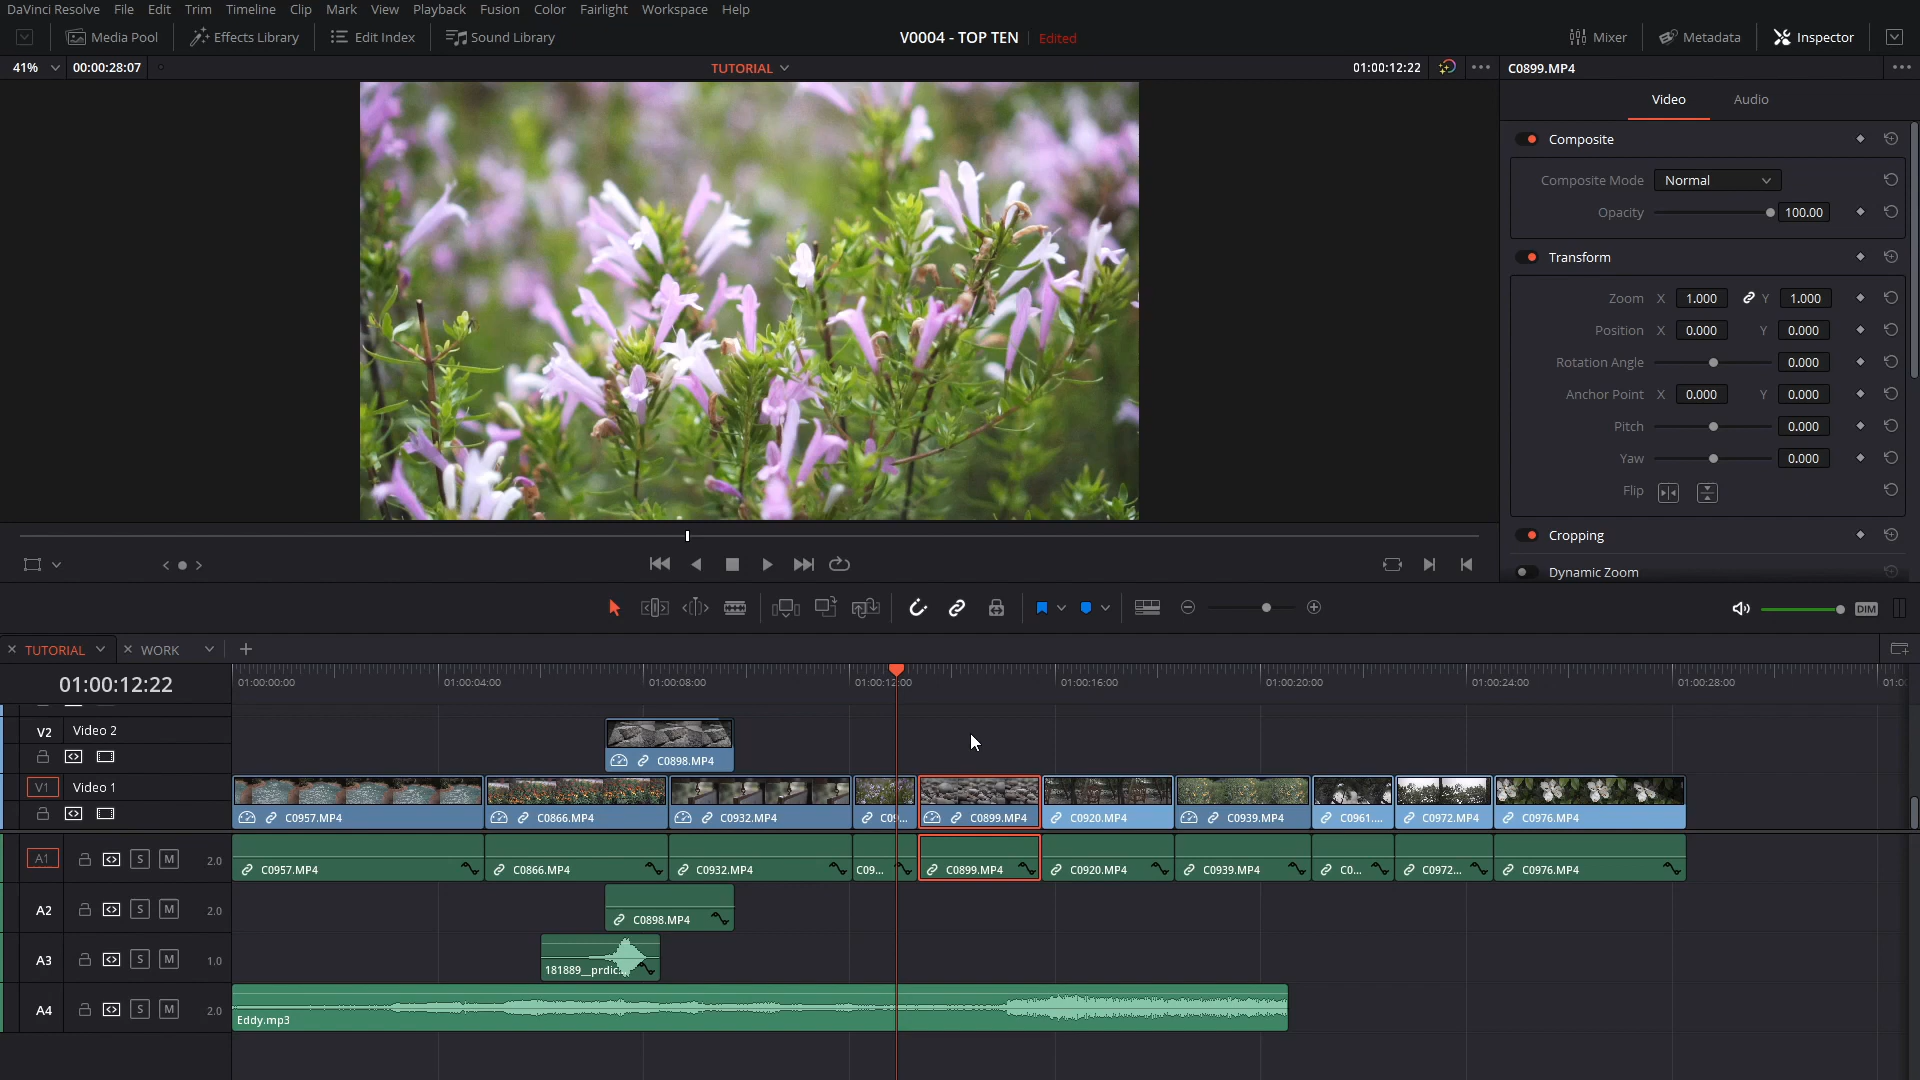 DaVinci Resolve File Edit Trim Timeline Clip Mark View Playback Fusion Color Fairlight Workspace Help
Media Pool Effects Library Edit Index Sound Library V0004 - TOP TEN Edited Mixer Metadata Inspector
41% 00:00:28:07 TUTORIAL 01:00:12:22 C0899.MP4
Video Audio
Composite
Composite Mode Normal
Opacity 100.00
Transform
Zoom X 1.000 Y 1.000
Position X 0.000 Y 0.000
Rotation Angle 0.000
Anchor Point X 0.000 Y 0.000
Pitch 0.000
Yaw 0.000
Flip
Cropping
Dynamic Zoom
DIM
TUTORIAL WORK
01:00:12:22 01:00:00:00 01:00:04:00 01:00:08:00 01:00:12:00 01:00:16:00 01:00:20:00 01:00:24:00 01:00:28:00 01:0
V2 Video 2
C0898.MP4
V1 Video 1
C0957.MP4 C0866.MP4 C0932.MP4 C09... C0899.MP4 C0920.MP4 C0939.MP4 C0961.... C0972.MP4 C0976.MP4
A1 S M 2.0
C0957.MP4 C0866.MP4 C0932.MP4 C09... C0899.MP4 C0920.MP4 C0939.MP4 C0... C0972... C0976.MP4
A2 S M 2.0
C0898.MP4
A3 S M 1.0
181889__prdic...
A4 S M 2.0
Eddy.mp3